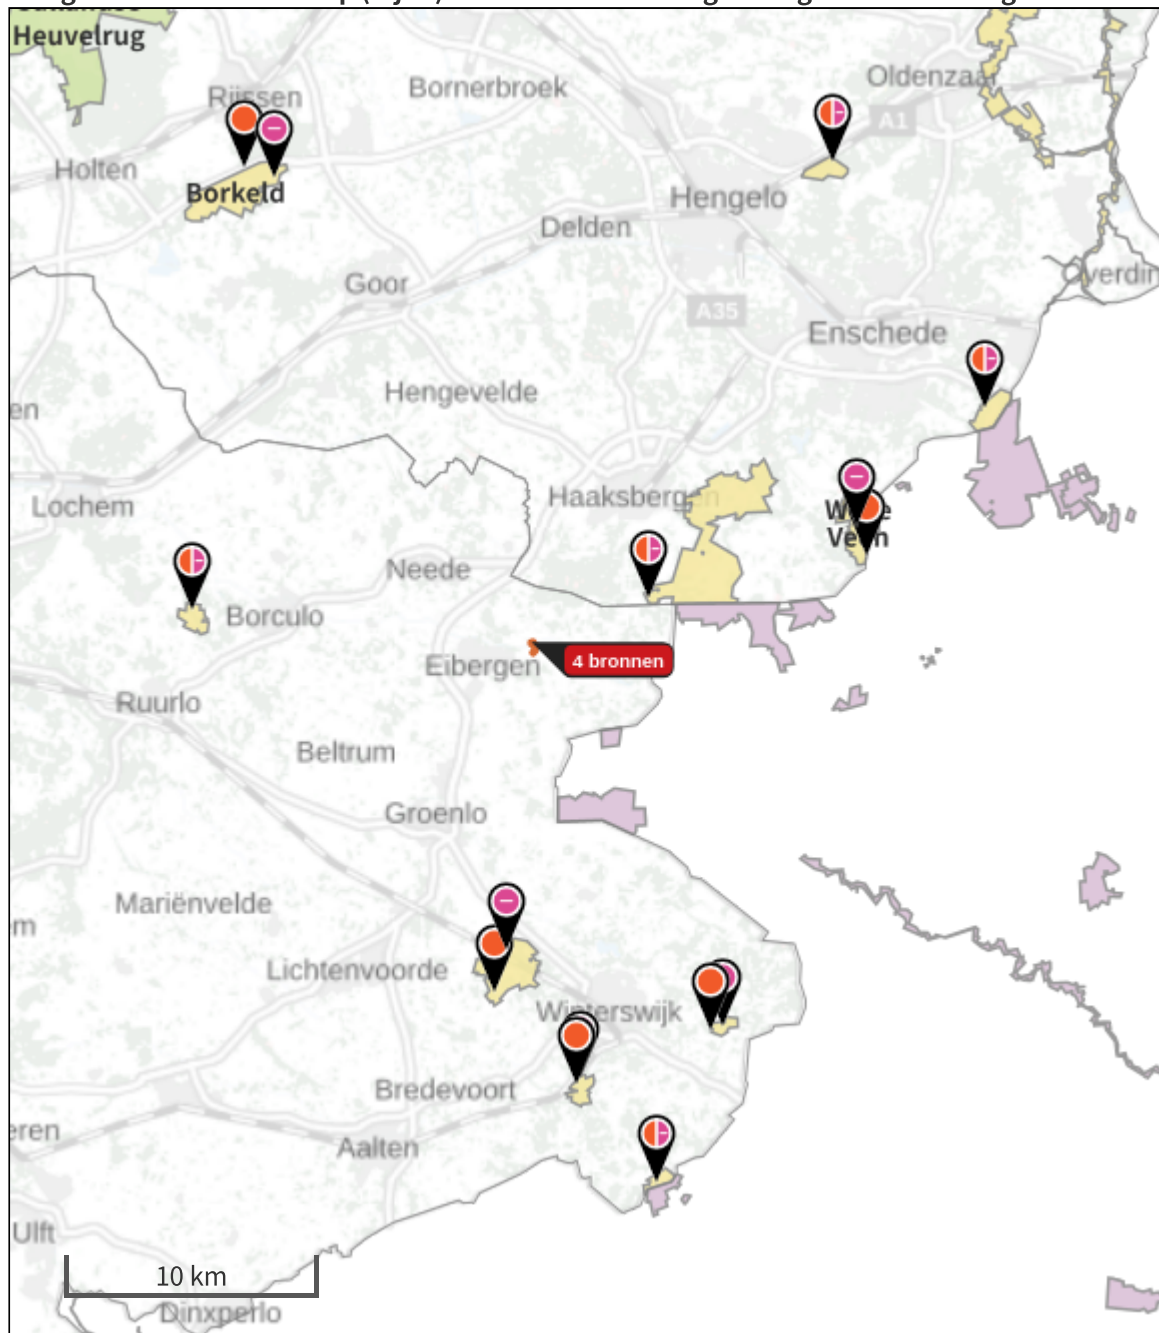 Heuvelrug
Rijssen
Bornerbroek
Oldenzaal
A1
Holten
Borkeld
Hengelo
Delden
Goor
A35
Enschede
Hengevelde
Lochem
Haaksbergen
Veen
Neede
Borculo
4 bronnen
Eibergen
Ruurlo
Beltrum
Groenlo
Mariënvelde
Lichtenvoorde
Winterswijk
Bredevoort
Aalten
Ulft
10 km
Dinxperlo